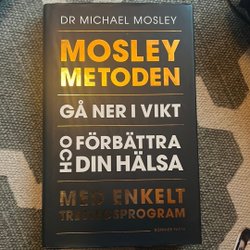 DR MICHAEL MOSLEY
MOSLEY
METODEN
GÅ NER I VIKT
OCH FÖRBÄTTRA
DIN HÄLSA
MED ENKELT